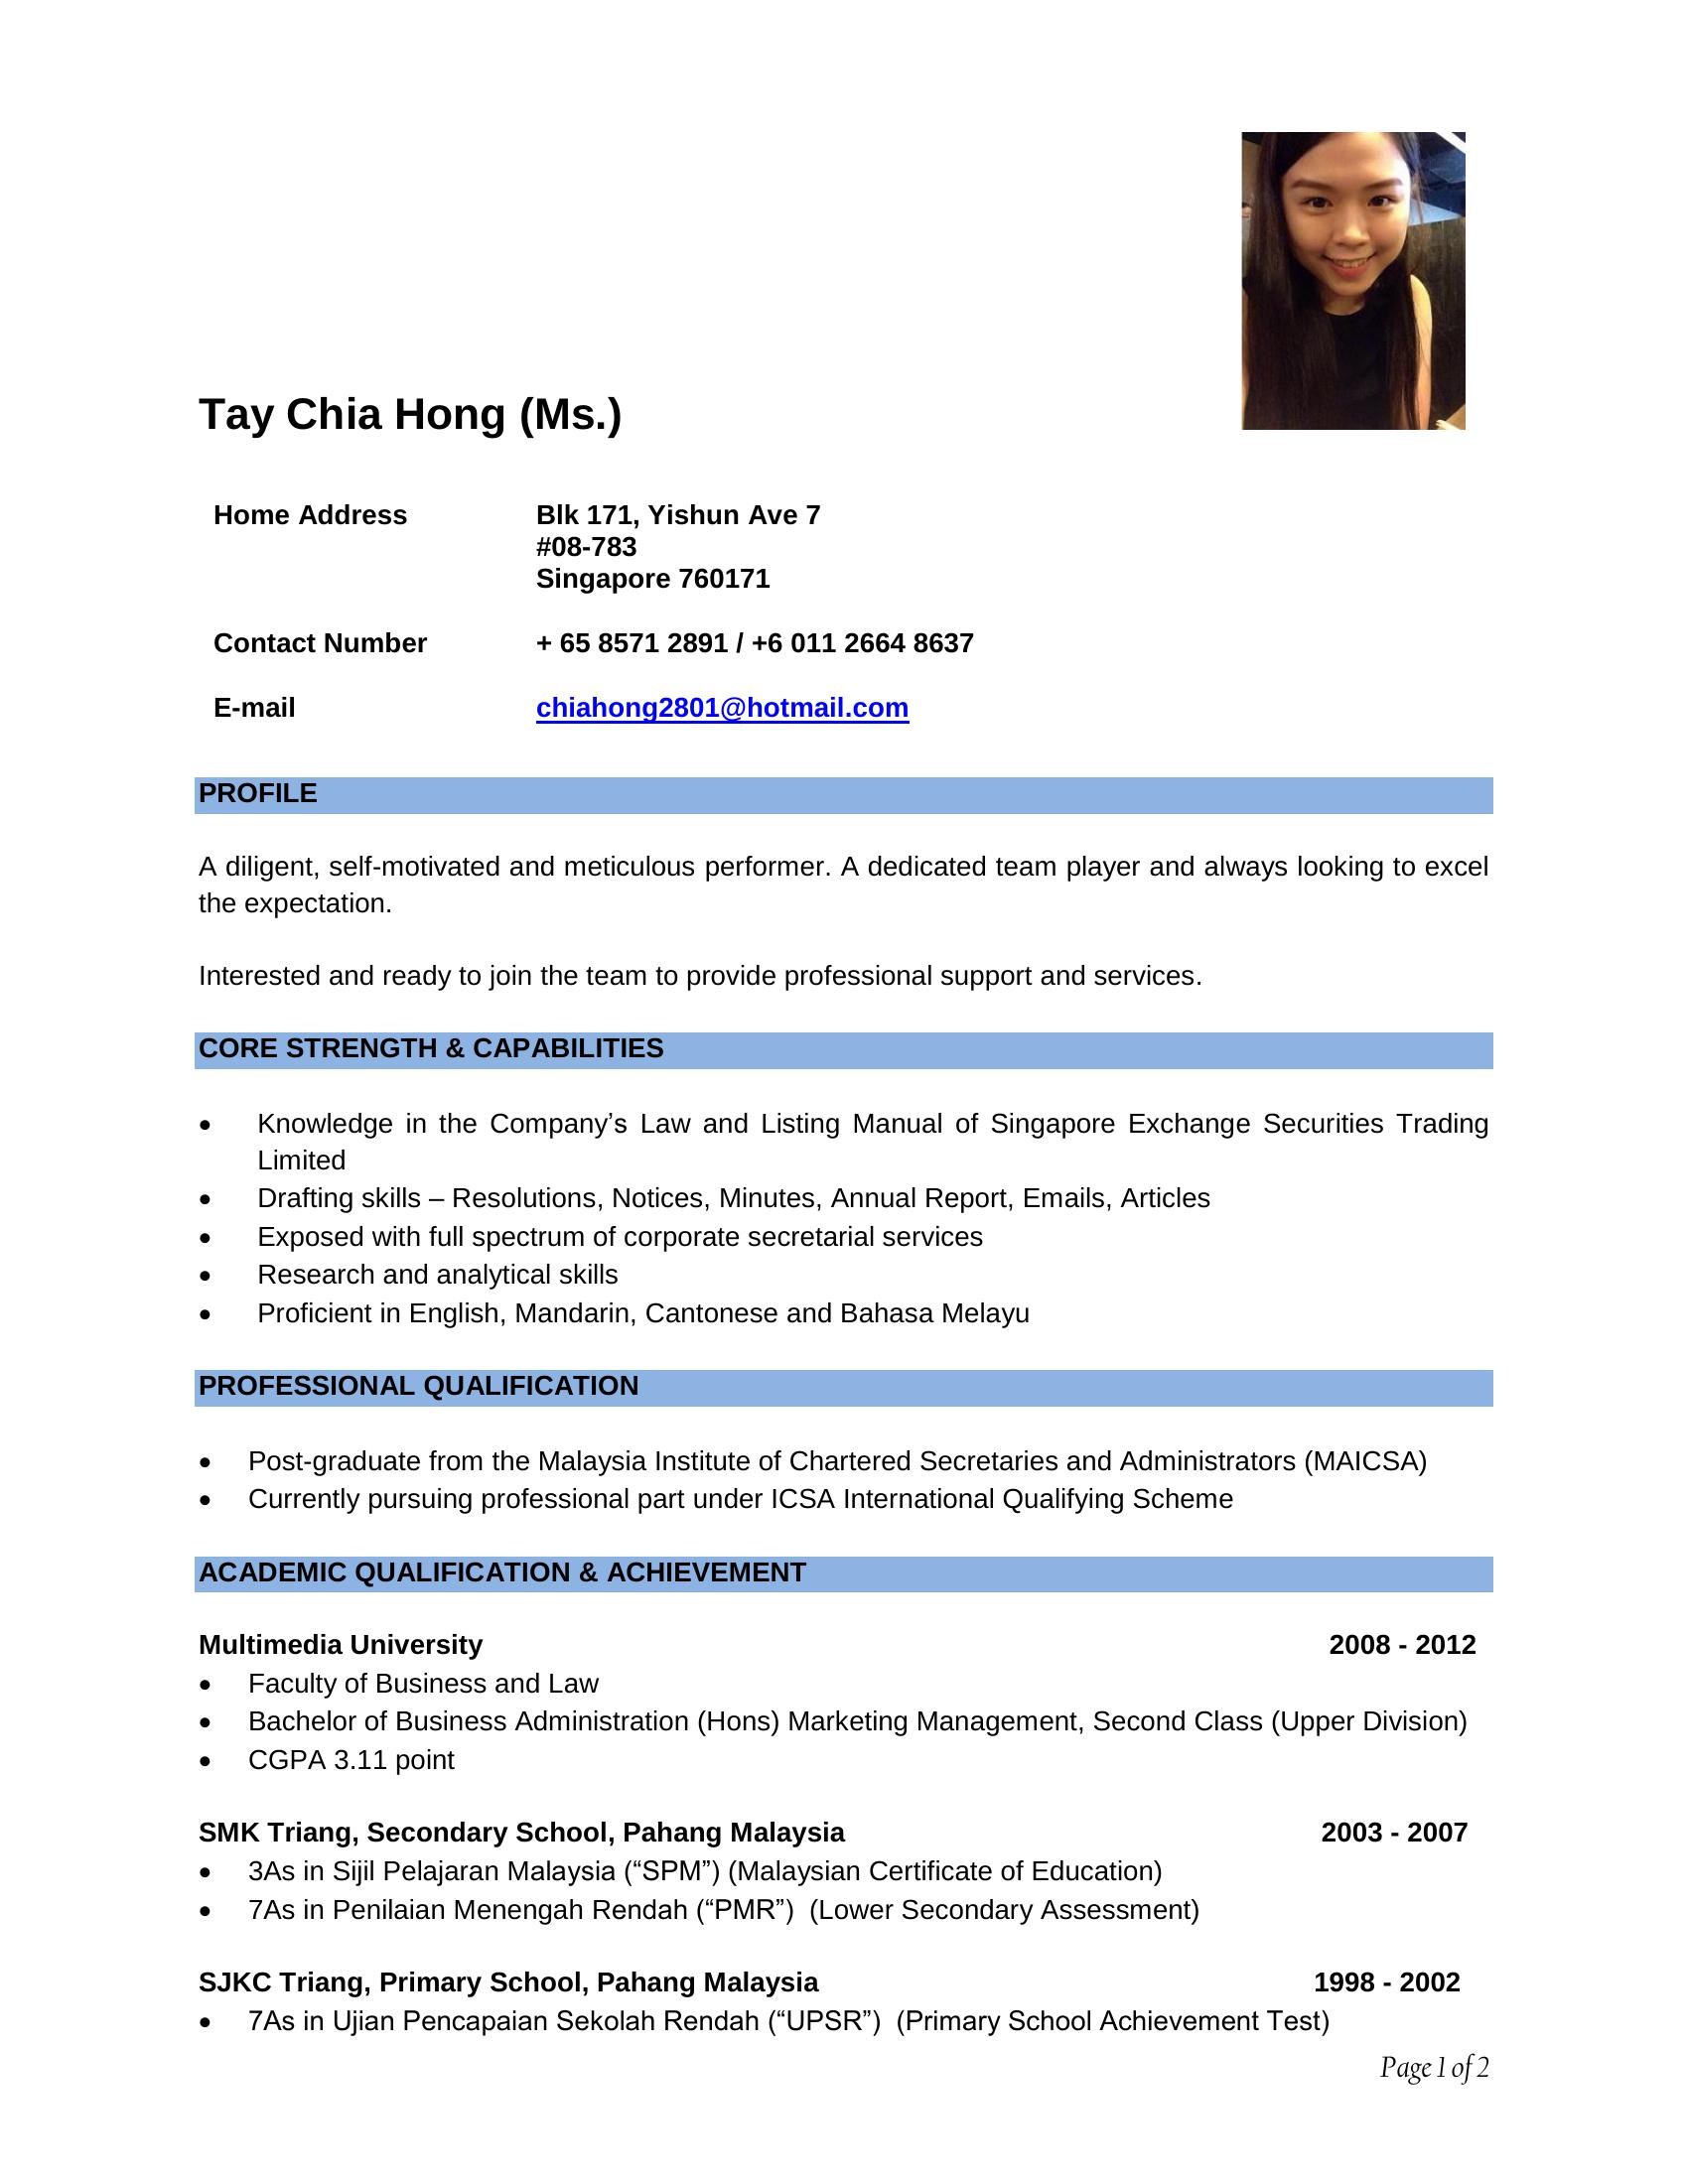 Tay Chia Hong (Ms.)
Home Address Blk 171, Yishun Ave 7
#08-783
Singapore 760171
Contact Number + 65 8571 2891 / +6 011 2664 8637
E-mail chiahong2801@hotmail.com
PROFILE
A diligent, self-motivated and meticulous performer. A dedicated team player and always looking to excel
the expectation.
Interested and ready to join the team to provide professional support and services.
CORE STRENGTH & CAPABILITIES
• Knowledge in the Company’s Law and Listing Manual of Singapore Exchange Securities Trading
Limited
• Drafting skills – Resolutions, Notices, Minutes, Annual Report, Emails, Articles
• Exposed with full spectrum of corporate secretarial services
• Research and analytical skills
• Proficient in English, Mandarin, Cantonese and Bahasa Melayu
PROFESSIONAL QUALIFICATION
• Post-graduate from the Malaysia Institute of Chartered Secretaries and Administrators (MAICSA)
• Currently pursuing professional part under ICSA International Qualifying Scheme
ACADEMIC QUALIFICATION & ACHIEVEMENT
Multimedia University 2008 - 2012
• Faculty of Business and Law
• Bachelor of Business Administration (Hons) Marketing Management, Second Class (Upper Division)
• CGPA 3.11 point
SMK Triang, Secondary School, Pahang Malaysia 2003 - 2007
• 3As in Sijil Pelajaran Malaysia (“SPM”) (Malaysian Certificate of Education)
• 7As in Penilaian Menengah Rendah (“PMR”)  (Lower Secondary Assessment)
SJKC Triang, Primary School, Pahang Malaysia 1998 - 2002
• 7As in Ujian Pencapaian Sekolah Rendah (“UPSR”)  (Primary School Achievement Test)
Page 1 of 2